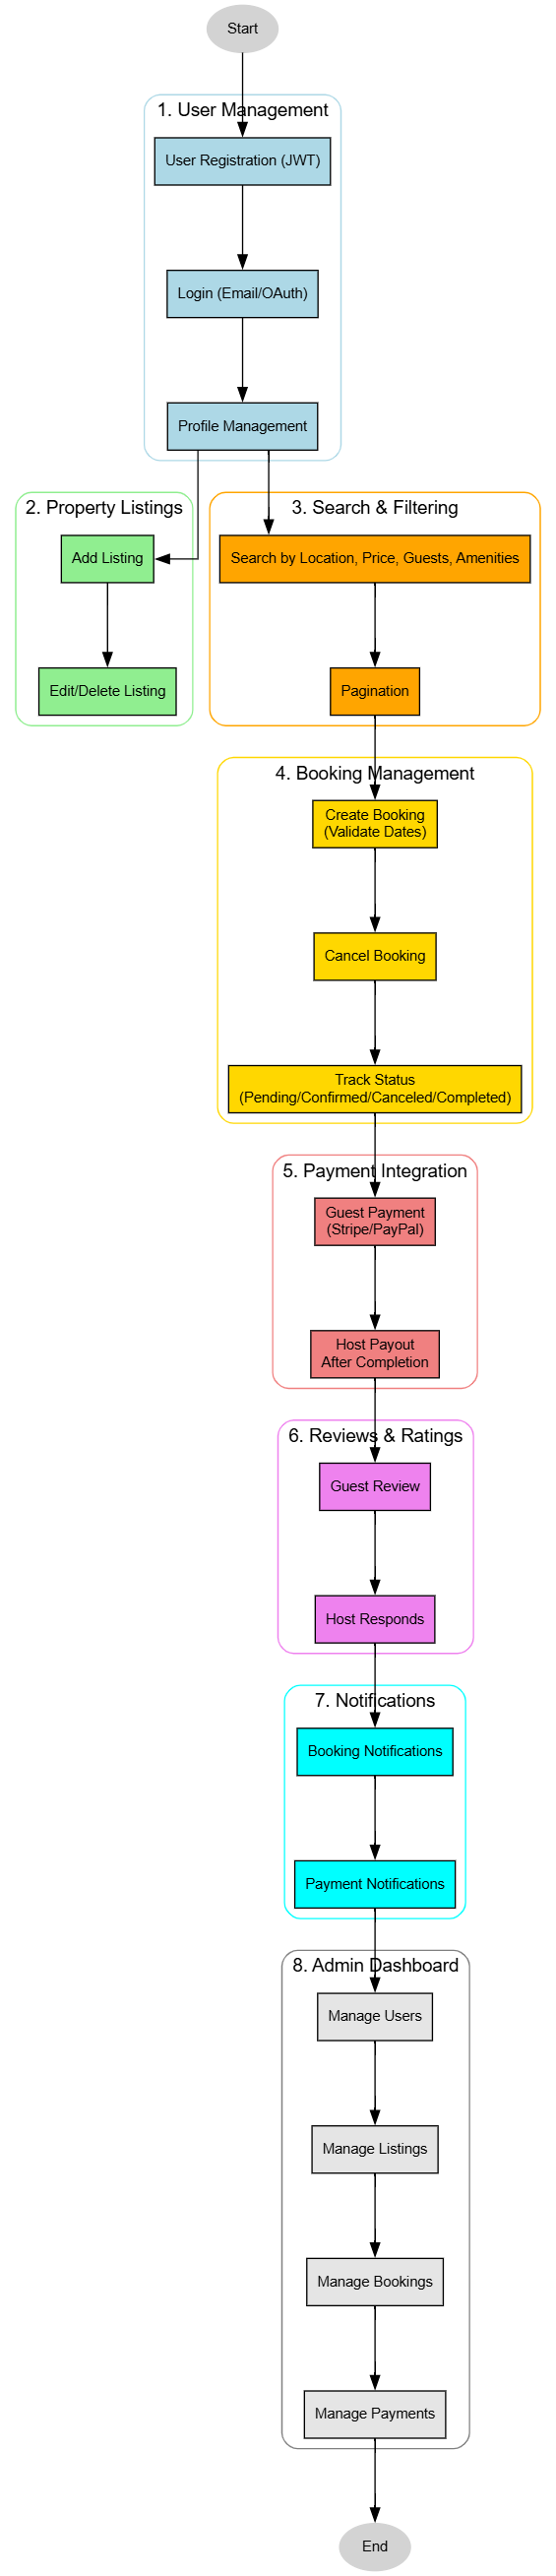 Start
1. User Management
User Registration (JWT)
Login (Email/OAuth)
Profile Management
2. Property Listings
Add Listing
Edit/Delete Listing
3. Search & Filtering
Search by Location, Price, Guests, Amenities
Pagination
4. Booking Management
Create Booking
(Validate Dates)
Cancel Booking
Track Status
(Pending/Confirmed/Canceled/Completed)
5. Payment Integration
Guest Payment
(Stripe/PayPal)
Host Payout
After Completion
6. Reviews & Ratings
Guest Review
Host Responds
7. Notifications
Booking Notifications
Payment Notifications
8. Admin Dashboard
Manage Users
Manage Listings
Manage Bookings
Manage Payments
End